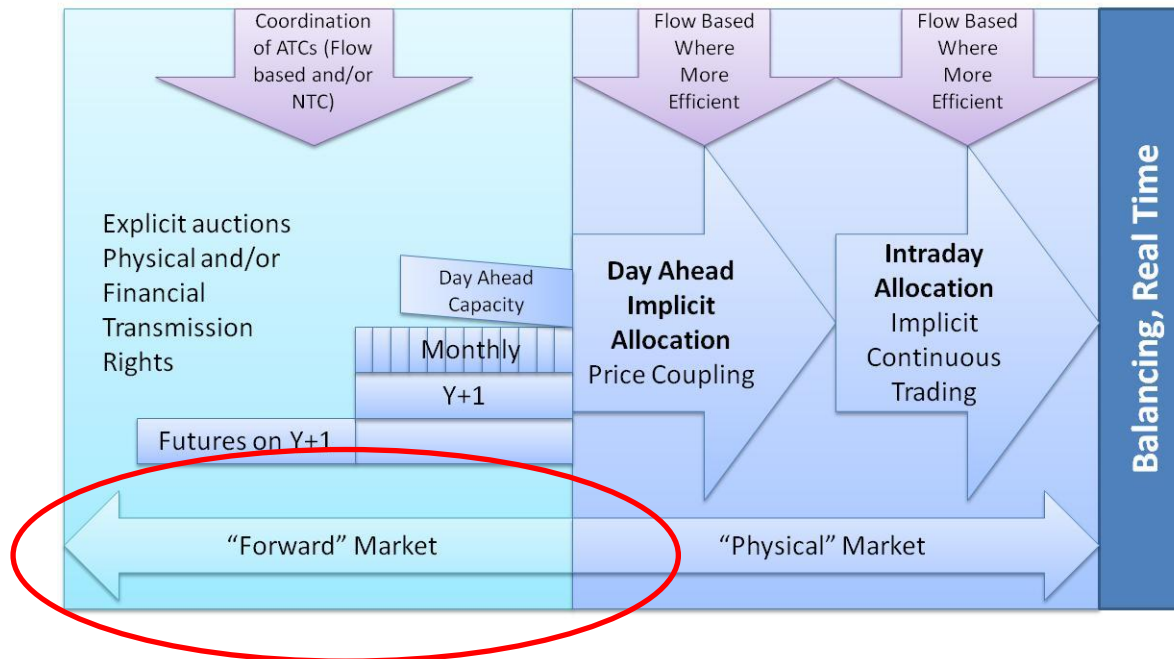 Coordination
of ATCs (Flow
based and/or
NTC)
Flow Based
Where
More
Efficient
Flow Based
Where
More
Efficient
Explicit auctions
Physical and/or
Financial
Transmission
Rights
Day Ahead
Capacity
Monthly
Y+1
Futures on Y+1
Day Ahead
Implicit
Allocation
Price Coupling
Intraday
Allocation
Implicit
Continuous
Trading
Balancing, Real Time
“Forward” Market
“Physical” Market